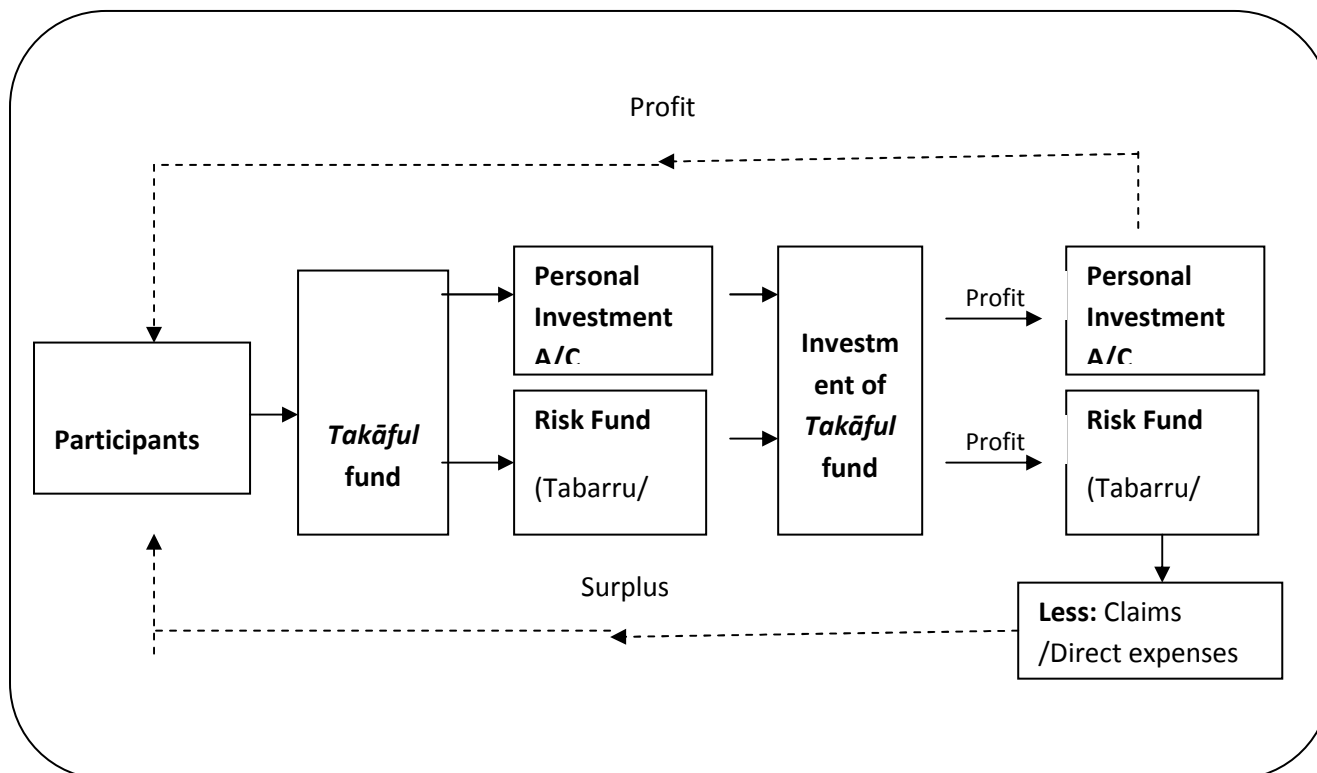 Profit
Participants
Takāful
fund
Personal
Investment
A/C
Risk Fund
(Tabarru/
Investm
ent of
Takāful
fund
Profit
Profit
Personal
Investment
A/C
Risk Fund
(Tabarru/
Surplus
Less: Claims
/Direct expenses